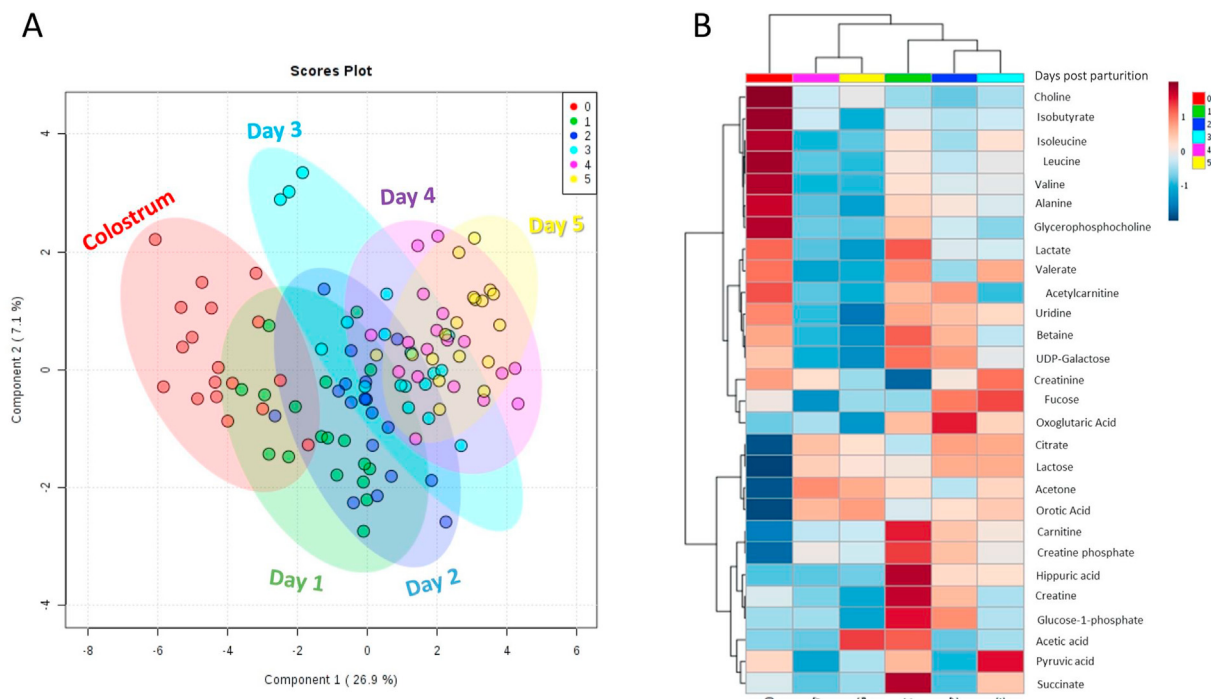 A
Scores Plot
Component 2 ( 7.1 %)
4
2
0
-2
-4
-8
-6
-4
-2
0
2
4
6
Component 1 ( 26.9 %)
Colostrum
Day 3
Day 4
Day 5
Day 1
Day 2
0
1
2
3
4
5
B
Days post parturition
Choline
Isobutyrate
Isoleucine
Leucine
Valine
Alanine
Glycerophosphocholine
Lactate
Valerate
Acetylcarnitine
Uridine
Betaine
UDP-Galactose
Creatinine
Fucose
Oxoglutaric Acid
Citrate
Lactose
Acetone
Orotic Acid
Carnitine
Creatine phosphate
Hippuric acid
Creatine
Glucose-1-phosphate
Acetic acid
Pyruvic acid
Succinate
1
0
-1
0
1
2
3
4
5